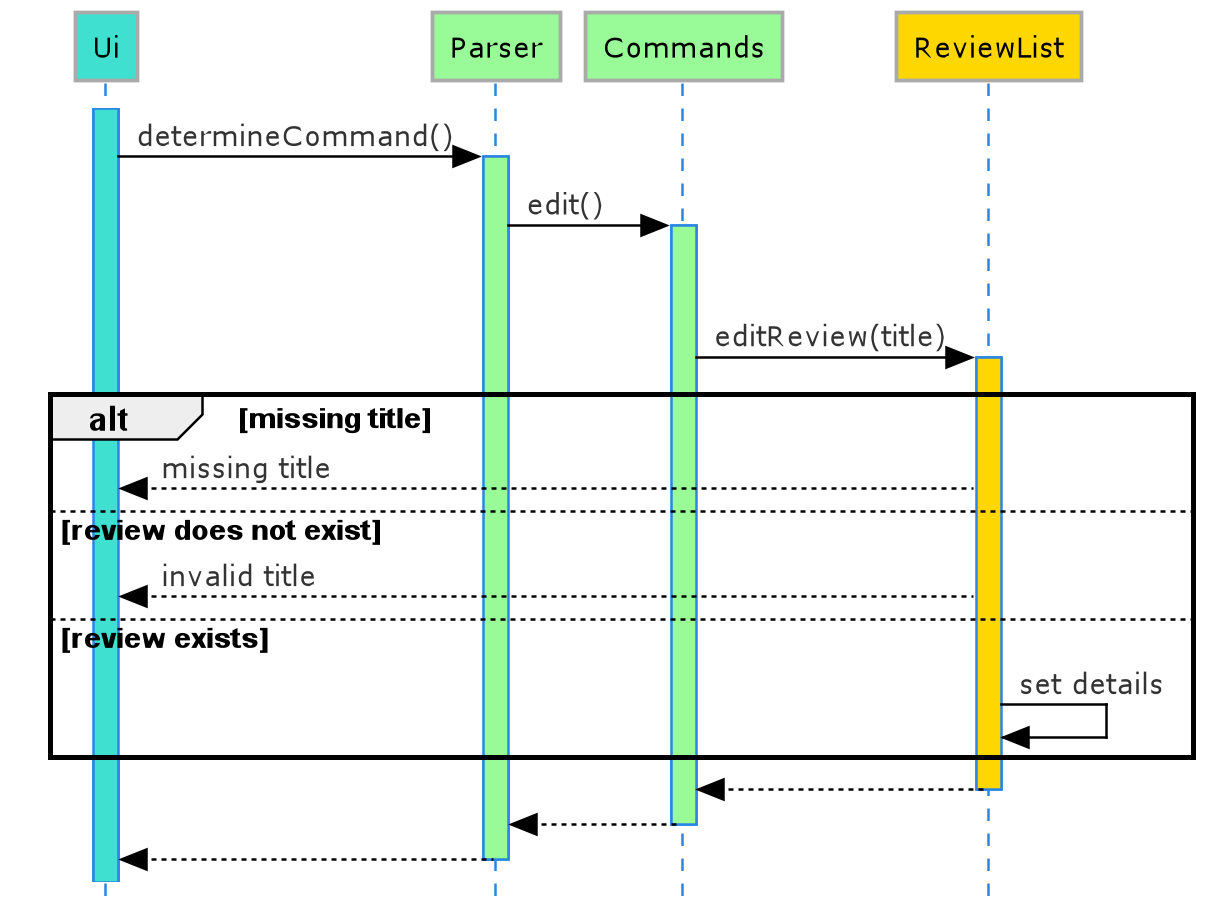 Ui
Parser
Commands
ReviewList
determineCommand()
edit()
editReview(title)
alt
[missing title]
missing title
[review does not exist]
invalid title
[review exists]
set details